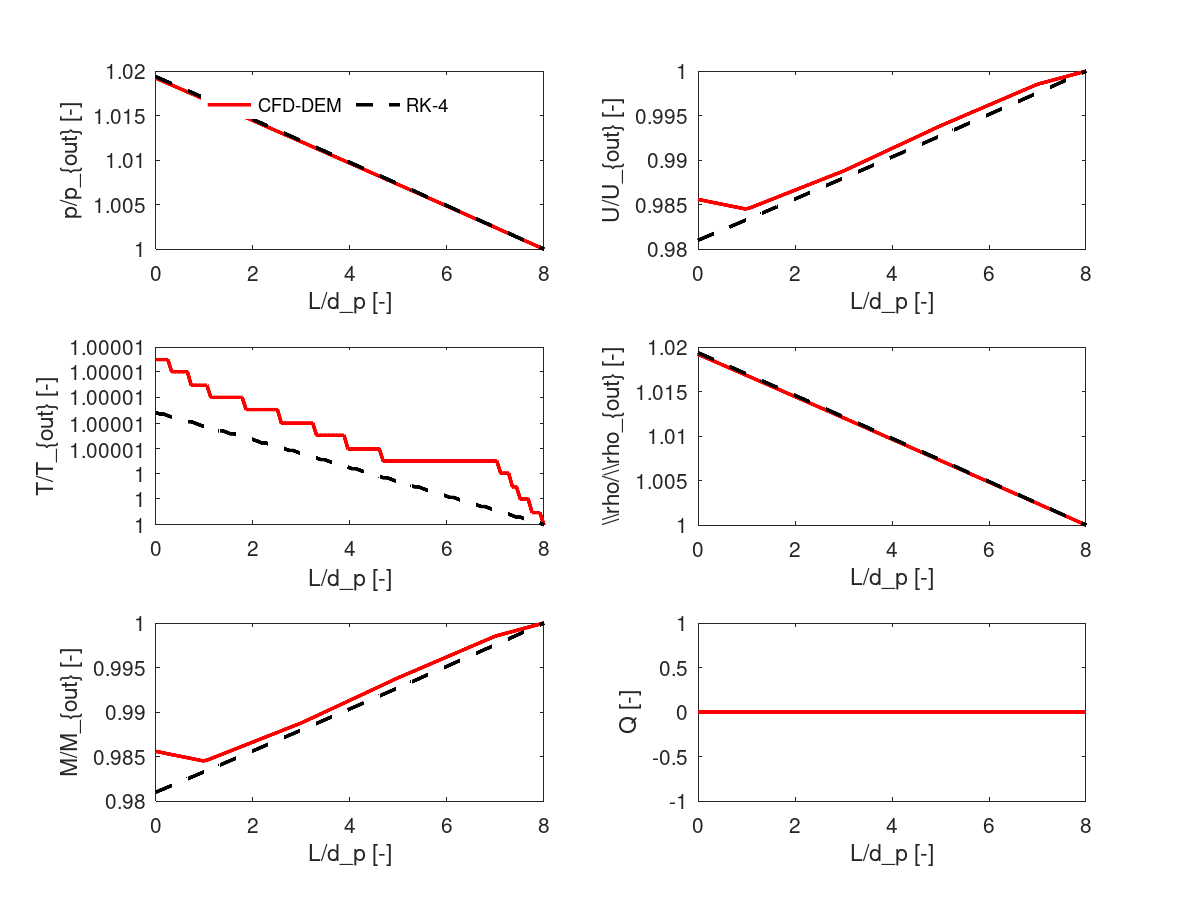 1.02
1.015
1.01
1.005
1
p/p_{out} [-]
CFD-DEM
RK-4
0 2 4 6 8
L/d_p [-]
1
0.995
0.99
0.985
0.98
U/U_{out} [-]
0 2 4 6 8
L/d_p [-]
1.00001
1.00001
1.00001
1.00001
1.00001
1
1
1
T/T_{out} [-]
0 2 4 6 8
L/d_p [-]
1.02
1.015
1.01
1.005
1
\\rho/\\rho_{out} [-]
0 2 4 6 8
L/d_p [-]
1
0.995
0.99
0.985
0.98
M/M_{out} [-]
0 2 4 6 8
L/d_p [-]
1
0.5
0
-0.5
-1
Q [-]
0 2 4 6 8
L/d_p [-]